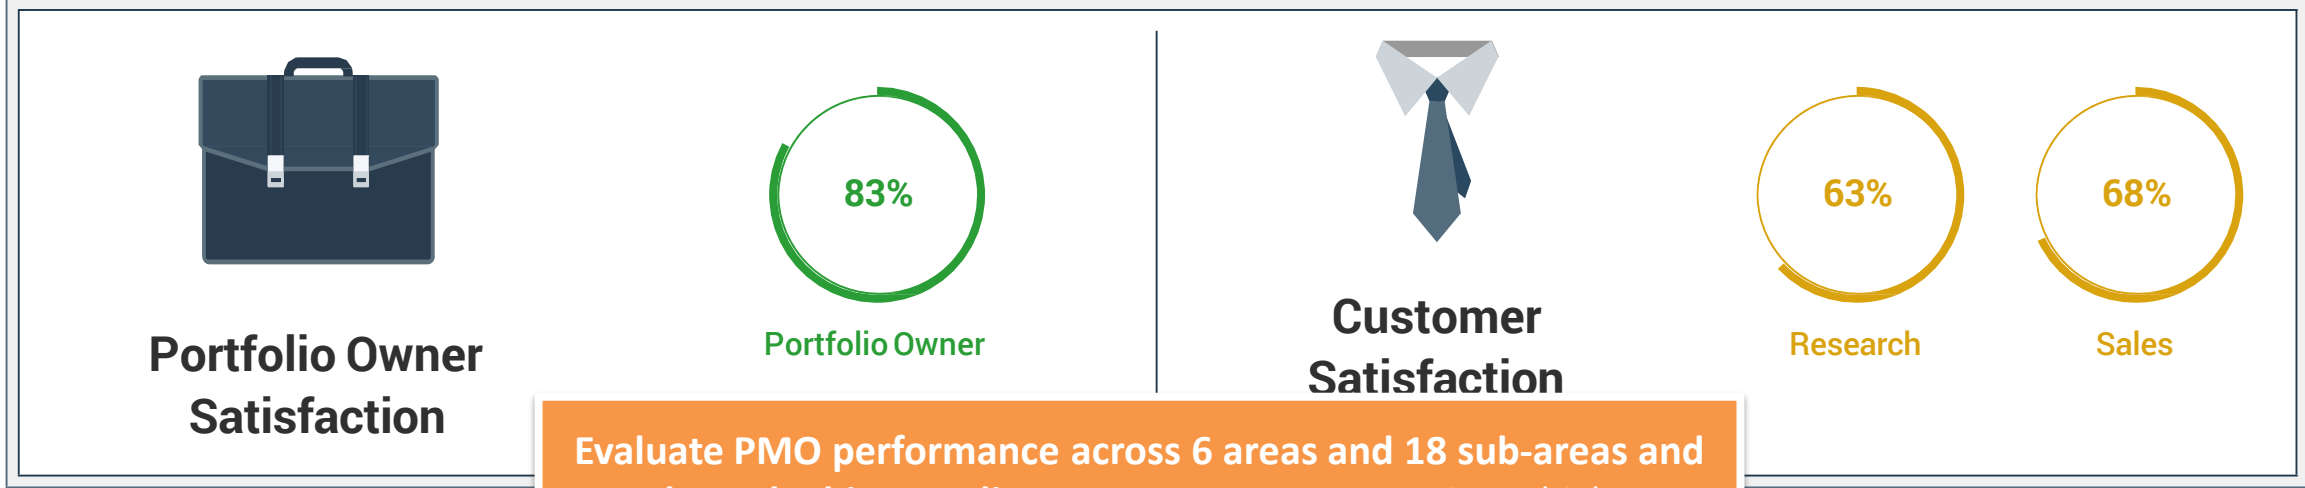 Portfolio Owner
Satisfaction
83%
Portfolio Owner
Customer
Satisfaction
63%
Research
68%
Sales
Evaluate PMO performance across 6 areas and 18 sub-areas and